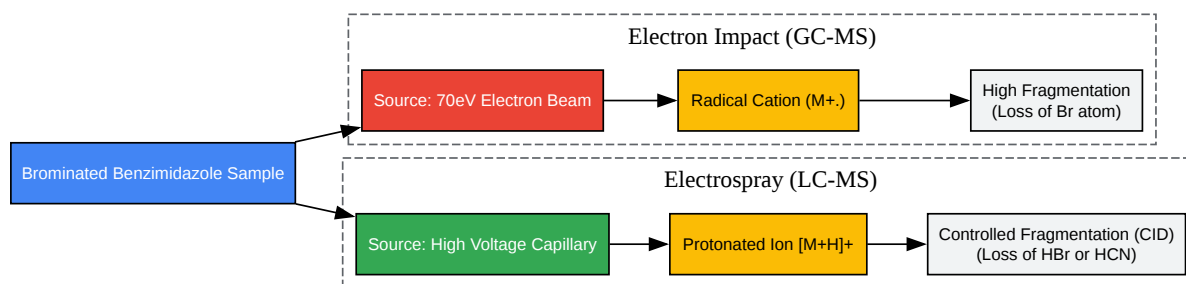 Electron Impact (GC-MS)
Source: 70eV Electron Beam
Radical Cation (M+.)
High Fragmentation
(Loss of Br atom)
Brominated Benzimidazole Sample
Electrospray (LC-MS)
Source: High Voltage Capillary
Protonated Ion [M+H]+
Controlled Fragmentation (CID)
(Loss of HBr or HCN)